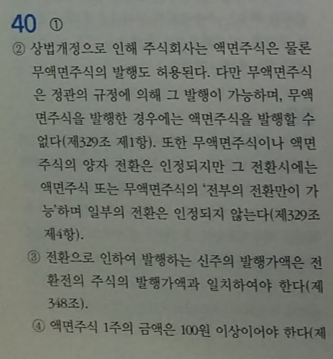 40 ①
② 상법개정으로 인해 주식회사는 액면주식은 물론
무액면주식의 발행도 허용된다. 다만 무액면주식
은 정관의 규정에 의해 그 발행이 가능하며, 무액
면주식을 발행한 경우에는 액면주식을 발행할 수
없다(제329조 제1항). 또한 무액면주식이나 액면
주식의 양자 전환은 인정되지만 그 전환시에는
액면주식 또는 무액면주식의 '전부의 전환만이 가
능'하며 일부의 전환은 인정되지 않는다(제329조
제4항).
③ 전환으로 인하여 발행하는 신주의 발행가액은 전
환전의 주식의 발행가액과 일치하여야 한다(제
348조).
④ 액면주식 1주의 금액은 100원 이상이어야 한다(제